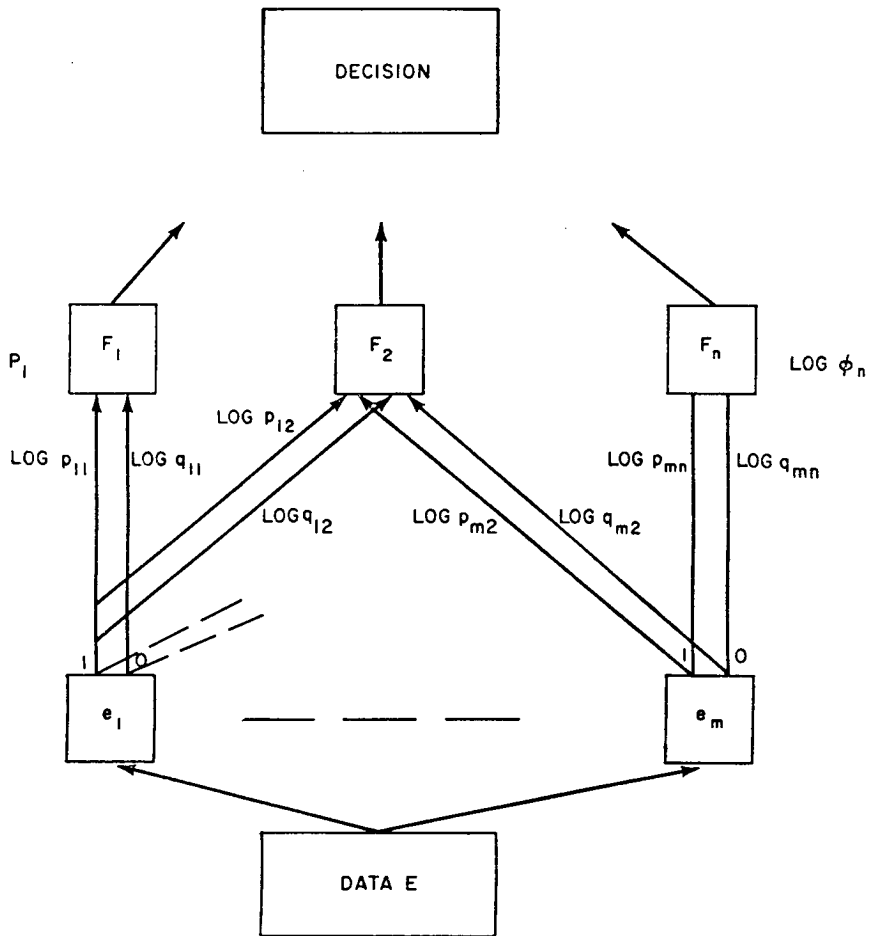 DECISION
F₁
F₂
Fₙ
P₁
LOG ϕₙ
LOG p₁₂
LOG p₁₁
LOG q₁₁
LOG pₘₙ
LOG qₘₙ
LOG q₁₂
LOG pₘ₂
LOG qₘ₂
1
0
1
0
e₁
eₘ
DATA E